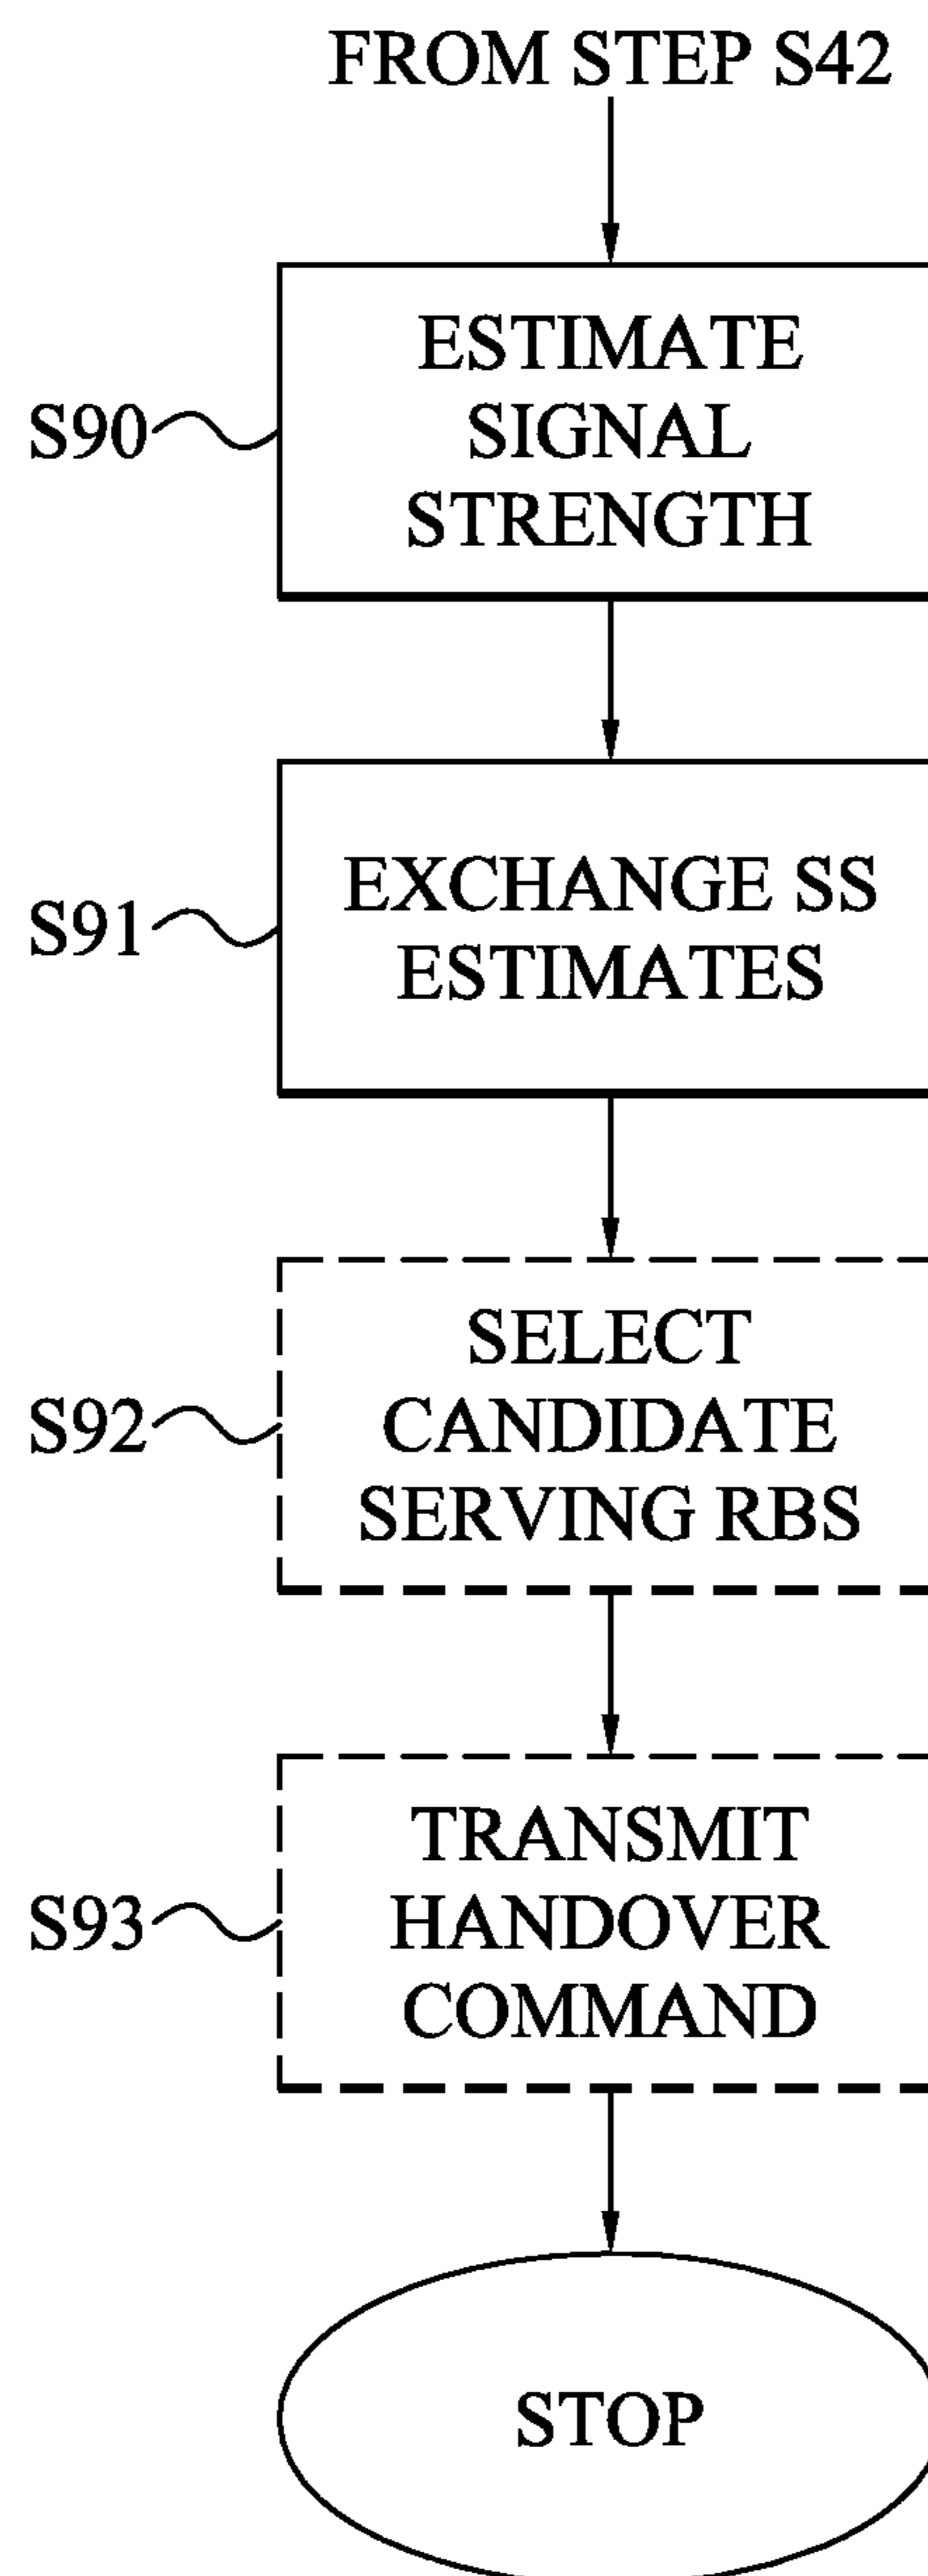 FROM STEP S42
ESTIMATE
SIGNAL
STRENGTH
S90
EXCHANGE SS
ESTIMATES
S91
SELECT
CANDIDATE
SERVING RBS
S92
TRANSMIT
HANDOVER
COMMAND
S93
STOP